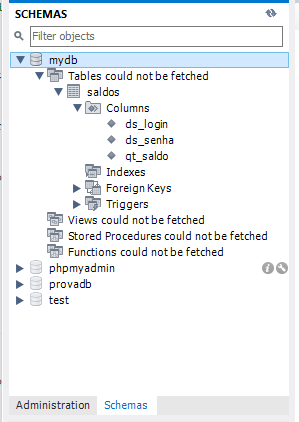 SCHEMAS
Filter objects
mydb
Tables could not be fetched
saldos
Columns
ds_login
ds_senha
qt_saldo
Indexes
Foreign Keys
Triggers
Views could not be fetched
Stored Procedures could not be fetched
Functions could not be fetched
phpmyadmin
provadb
test
Administration Schemas